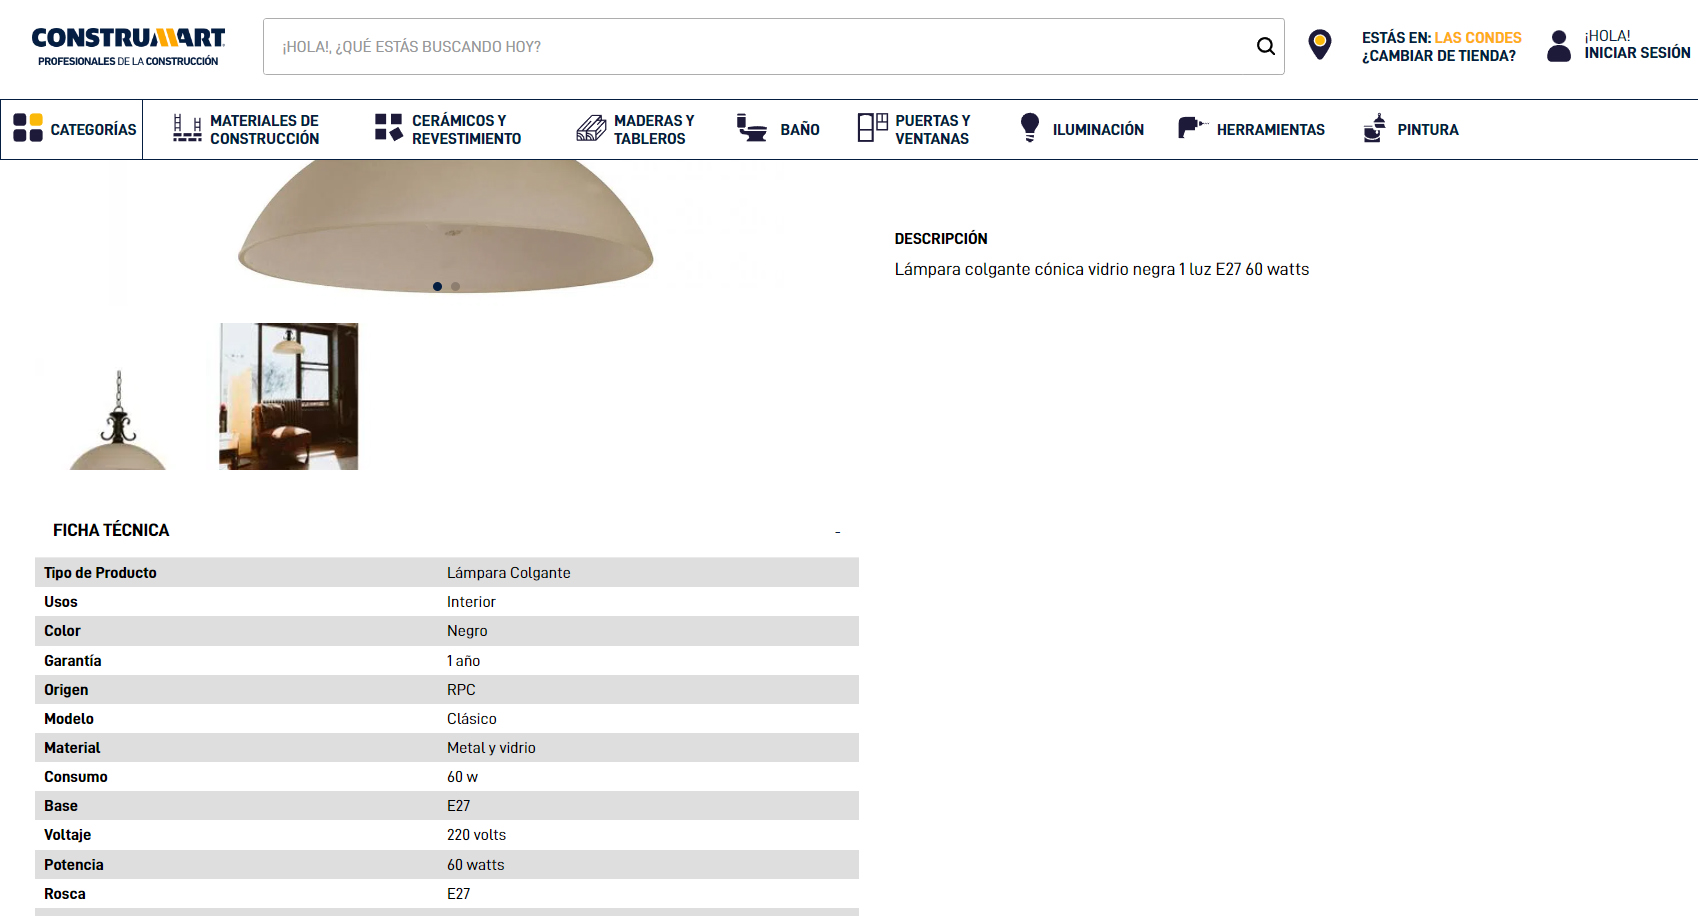 CONSTRUMART
PROFESIONALES DE LA CONSTRUCCIÓN
¡HOLA!, ¿QUÉ ESTÁS BUSCANDO HOY?
ESTÁS EN: LAS CONDES
¿CAMBIAR DE TIENDA?
¡HOLA!
INICIAR SESIÓN
CATEGORÍAS
MATERIALES DE
CONSTRUCCIÓN
CERÁMICOS Y
REVESTIMIENTO
MADERAS Y
TABLEROS
BAÑO
PUERTAS Y
VENTANAS
ILUMINACIÓN
HERRAMIENTAS
PINTURA
DESCRIPCIÓN
Lámpara colgante cónica vidrio negra 1 luz E27 60 watts
FICHA TÉCNICA -
Tipo de Producto Lámpara Colgante
Usos Interior
Color Negro
Garantía 1 año
Origen RPC
Modelo Clásico
Material Metal y vidrio
Consumo 60 w
Base E27
Voltaje 220 volts
Potencia 60 watts
Rosca E27